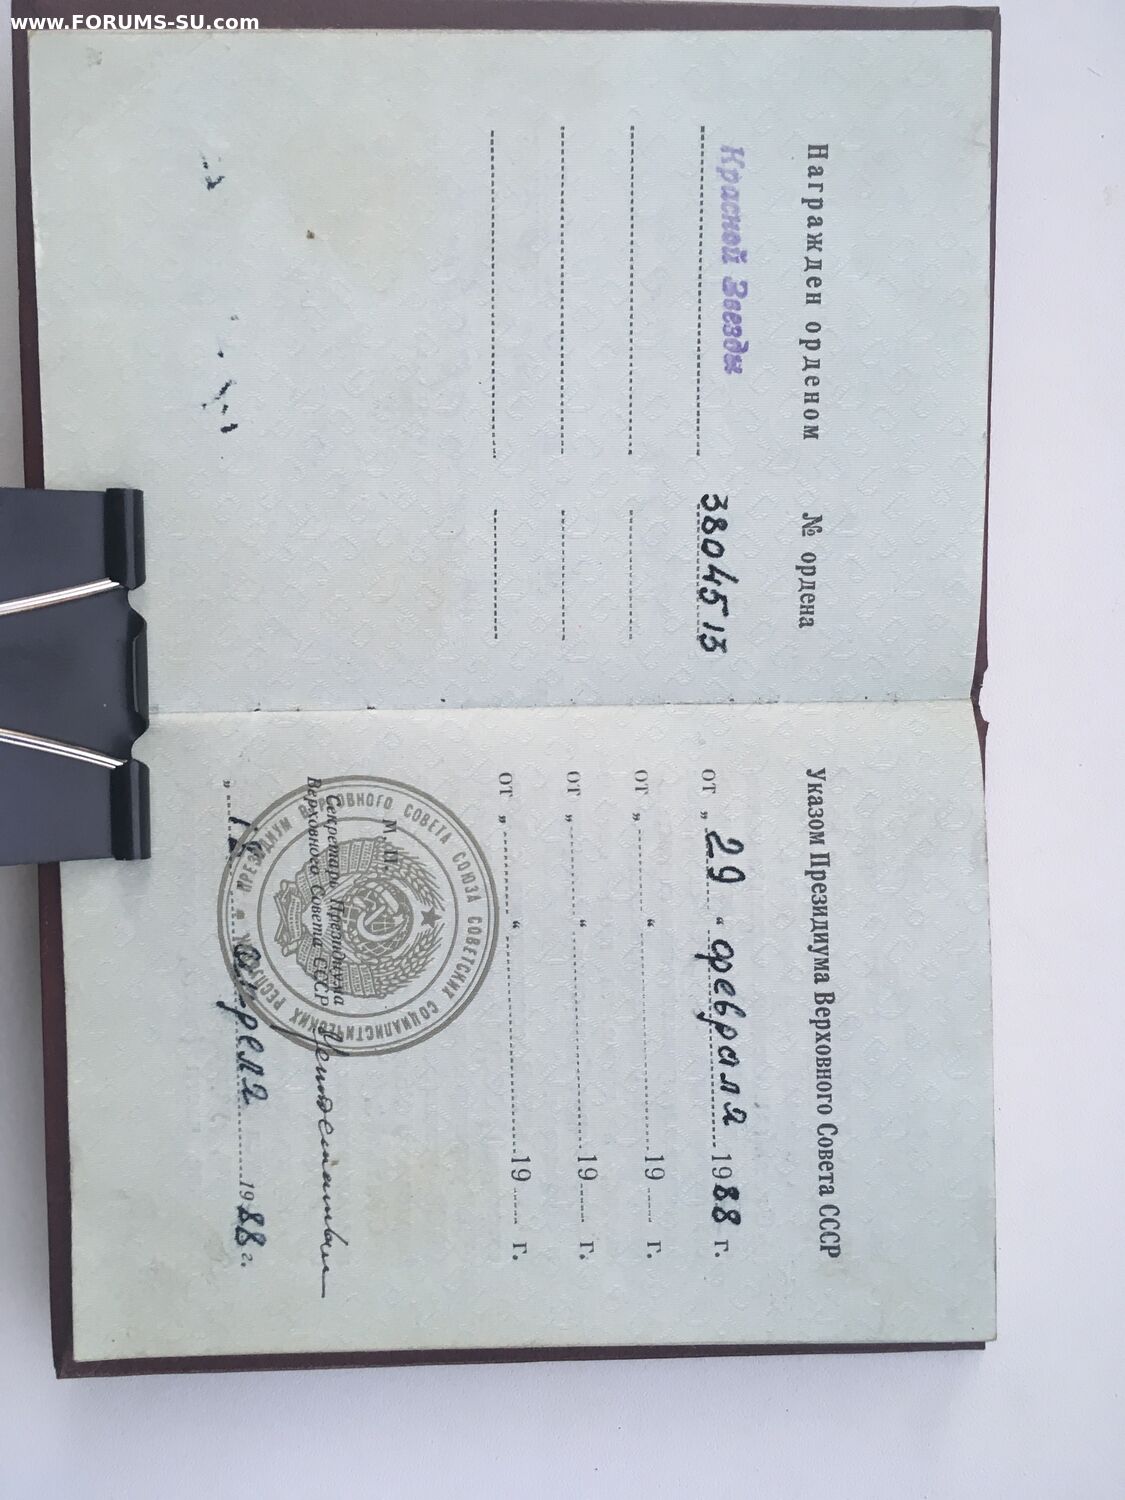 www.FORUMS-SU.com
Награжден орденом № ордена
Красной Звезды 3804513
Указом Президиума Верховного Совета СССР
от „29“ февраля 1988 г.
от „ “ 19 г.
от „ “ 19 г.
от „ “ 19 г.
М. П.
Секретарь Президиума
Верховного Совета СССР
ПРЕЗИДИУМ ВЕРХОВНОГО СОВЕТА СОЮЗА СОВЕТСКИХ СОЦИАЛИСТИЧЕСКИХ РЕСПУБЛИК
апреля 1988 г.